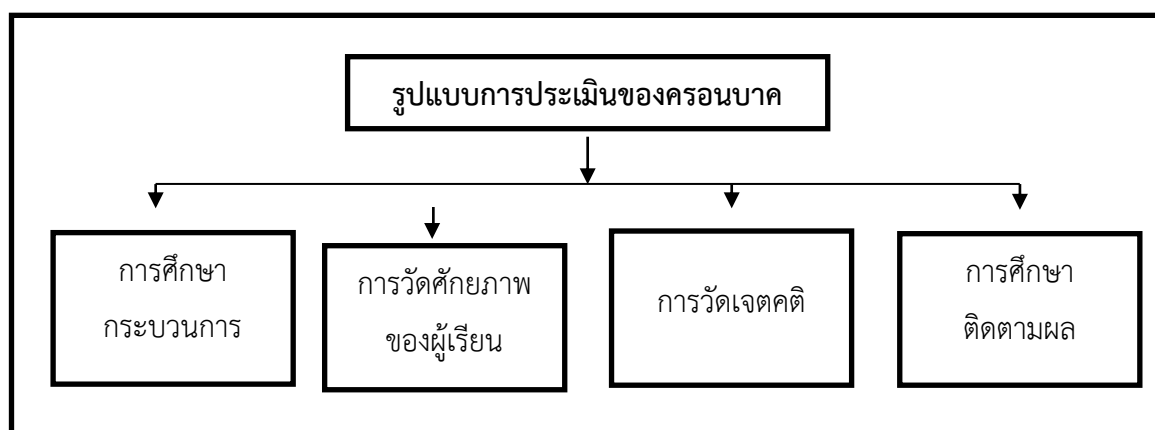 รูปแบบการประเมินของครอนบาค
การศึกษา
กระบวนการ
การวัดศักยภาพ
ของผู้เรียน
การวัดเจตคติ
การศึกษา
ติดตามผล